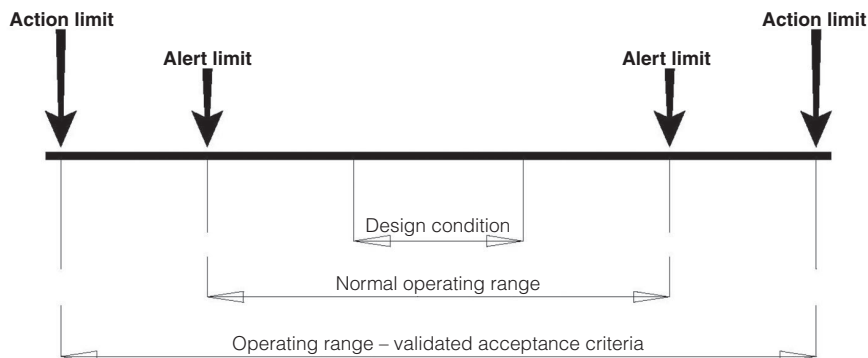 Action limit
Action limit
Alert limit
Alert limit
Design condition
Normal operating range
Operating range – validated acceptance criteria